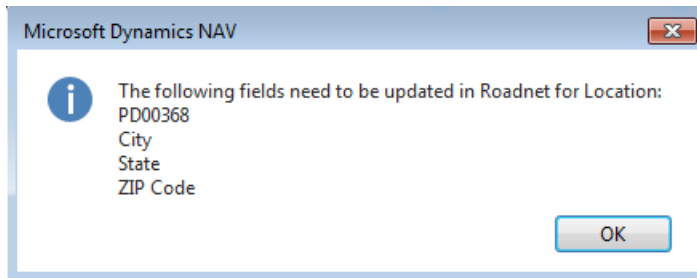 Microsoft Dynamics NAV
The following fields need to be updated in Roadnet for Location:
PD00368
City
State
ZIP Code
OK